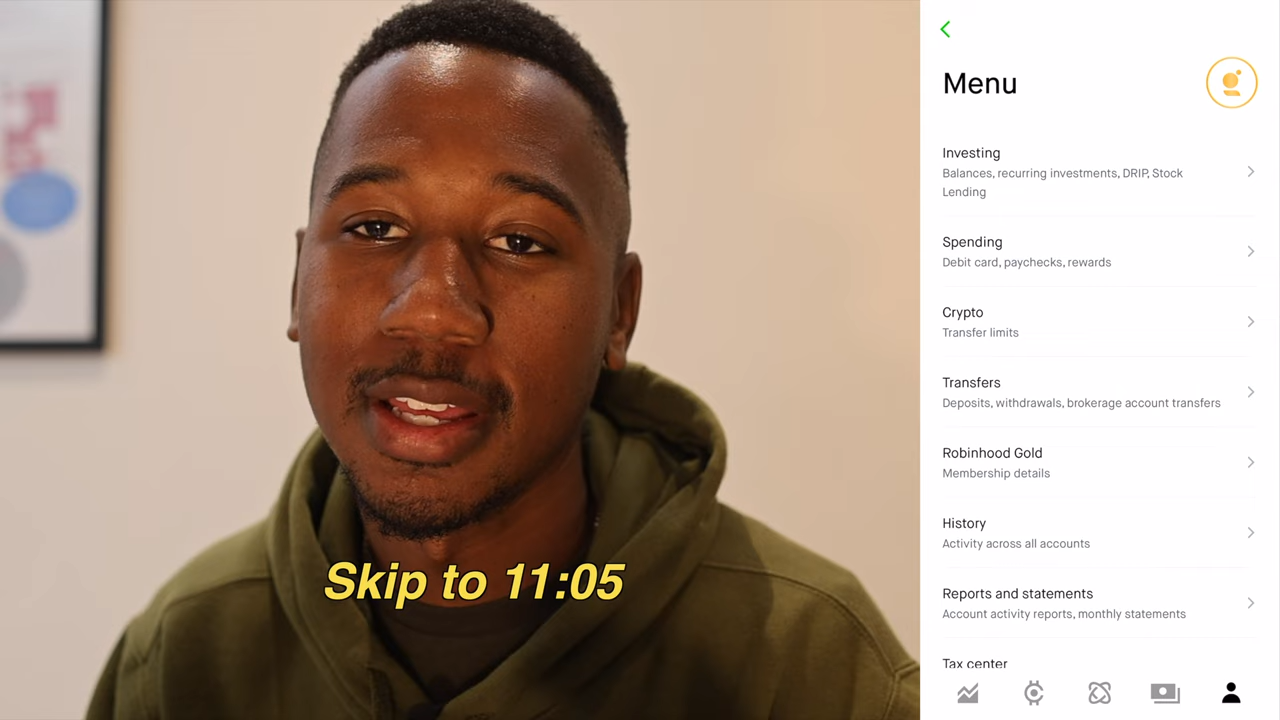 Skip to 11:05
Menu
Investing
Balances, recurring investments, DRIP, Stock
Lending
Spending
Debit card, paychecks, rewards
Crypto
Transfer limits
Transfers
Deposits, withdrawals, brokerage account transfers
Robinhood Gold
Membership details
History
Activity across all accounts
Reports and statements
Account activity reports, monthly statements
Tax center